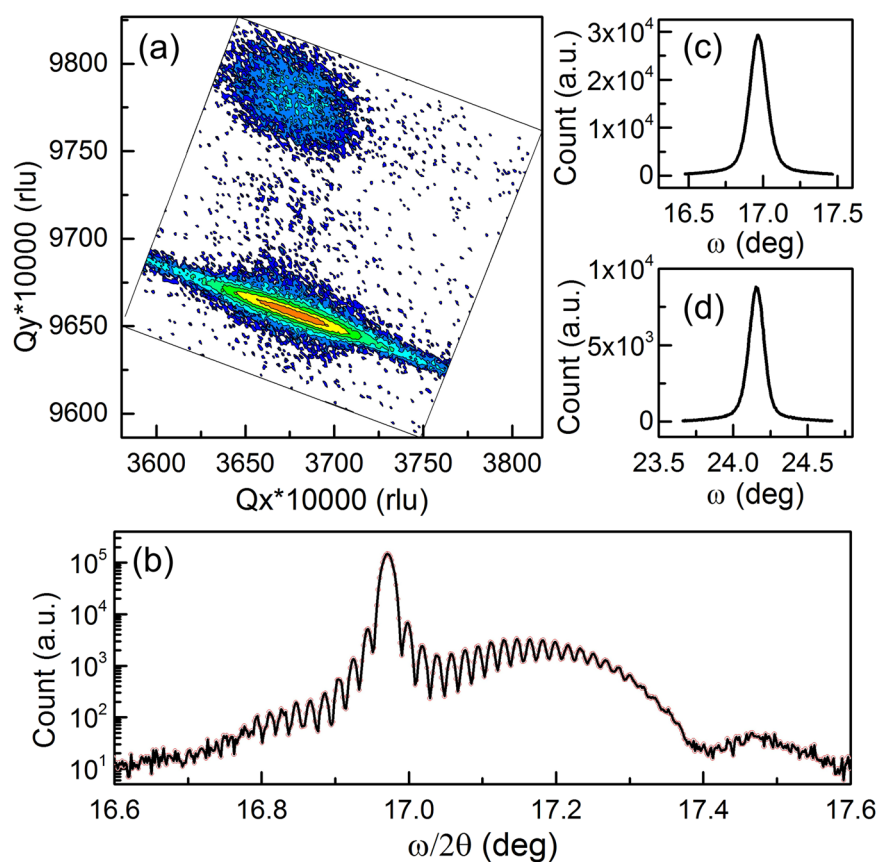 (a)
9800
9750
9700
9650
9600
Qy*10000 (rlu)
3600 3650 3700 3750 3800
Qx*10000 (rlu)
(c)
3x10⁴
2x10⁴
1x10⁴
0
Count (a.u.)
16.5 17.0 17.5
ω (deg)
(d)
1x10⁴
5x10³
0
Count (a.u.)
23.5 24.0 24.5
ω (deg)
(b)
10⁵
10⁴
10³
10²
10¹
Count (a.u.)
16.6 16.8 17.0 17.2 17.4 17.6
ω/2θ (deg)